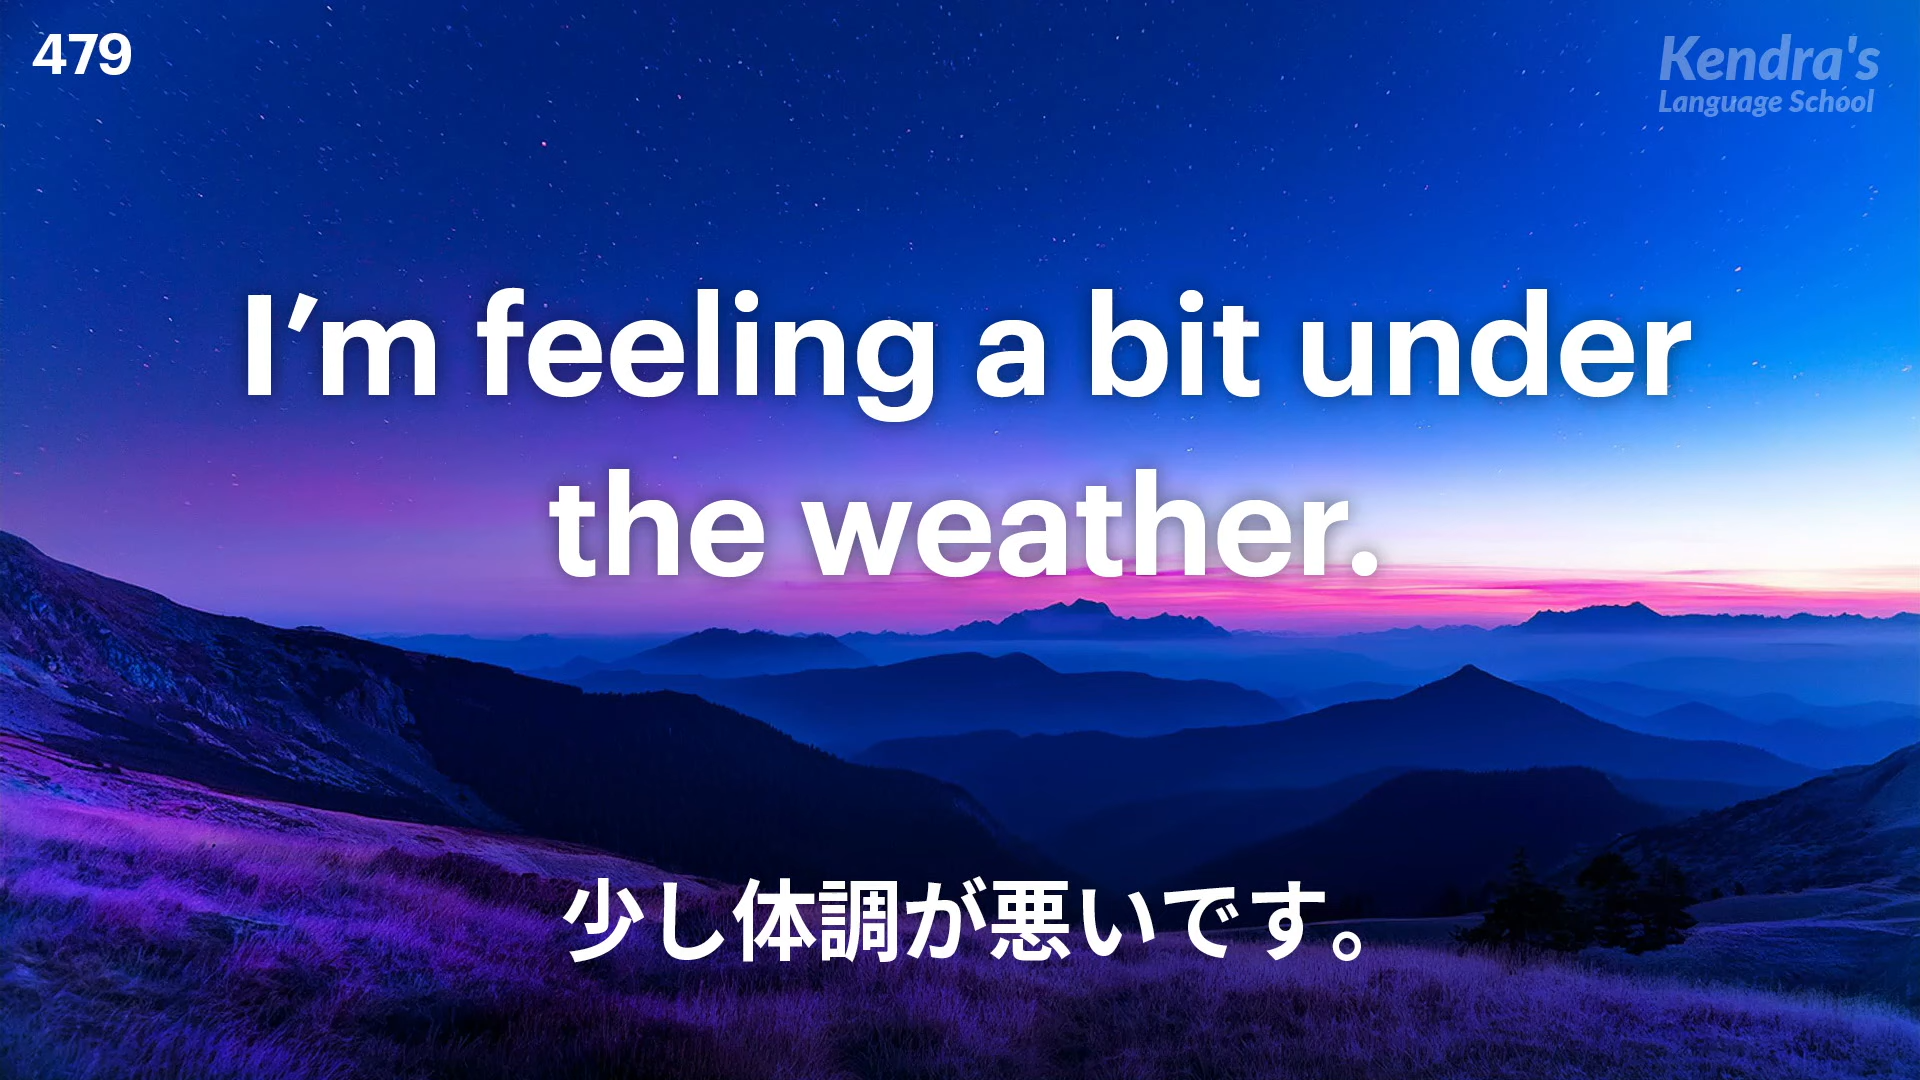 479
Kendra's
Language School
I’m feeling a bit under
the weather.
少し体調が悪いです。